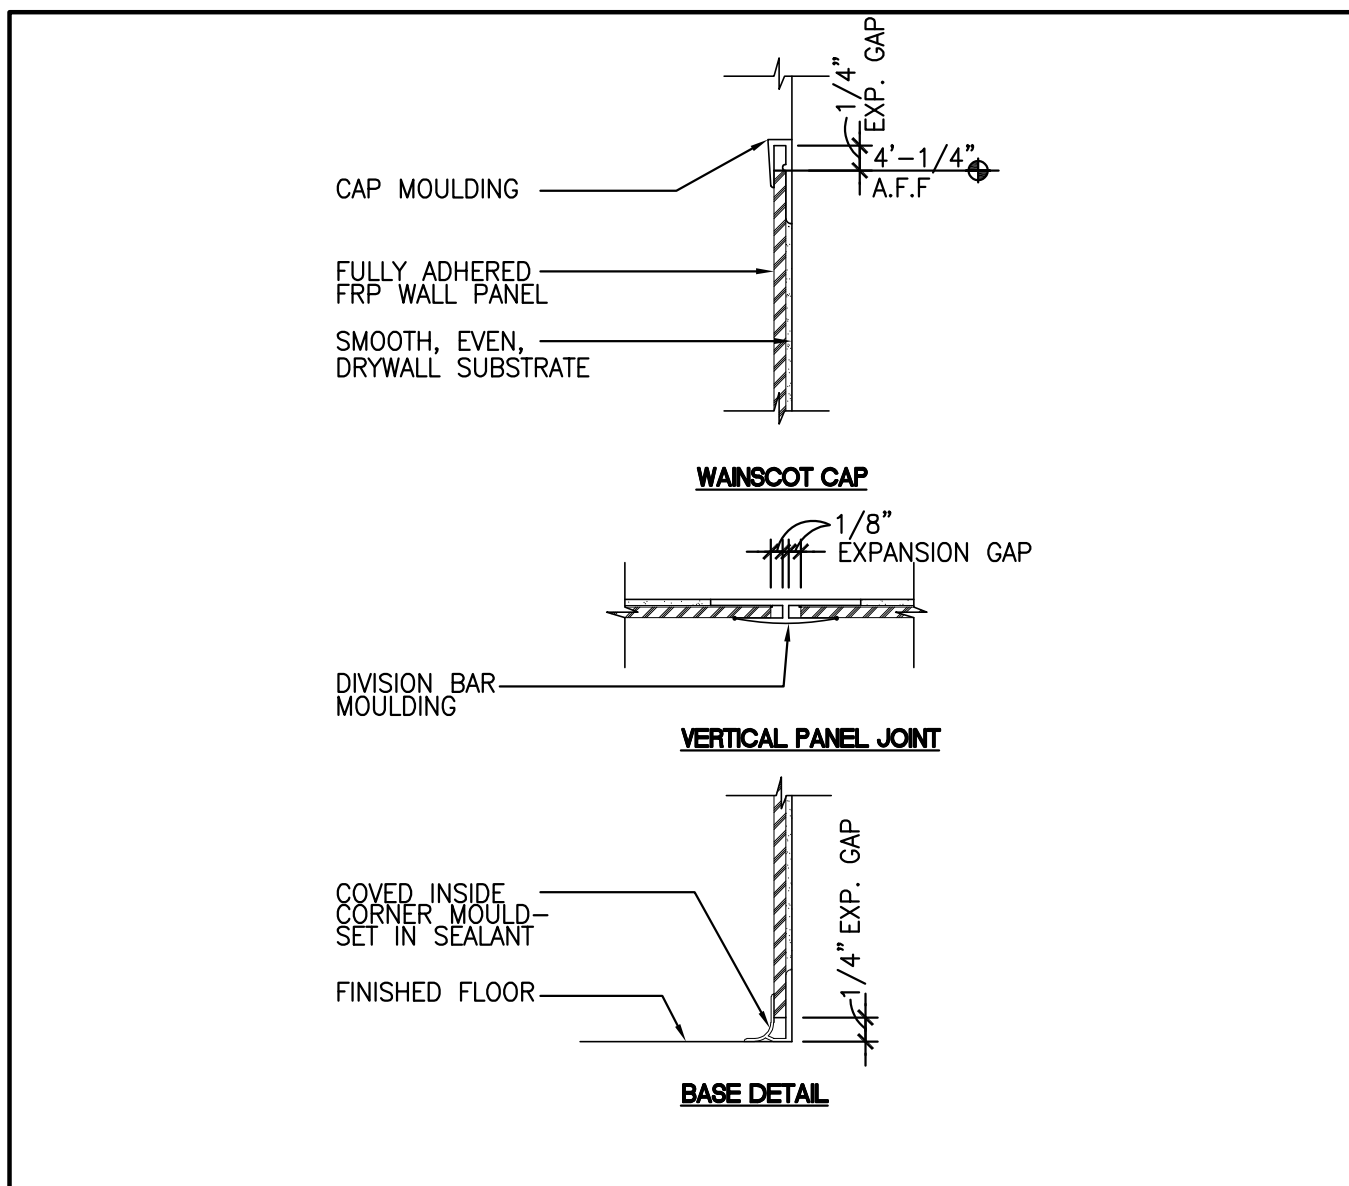 1/4”
EXP. GAP
4'-1/4”
A.F.F
CAP MOULDING
FULLY ADHERED
FRP WALL PANEL
SMOOTH, EVEN,
DRYWALL SUBSTRATE
WAINSCOT CAP
1/8”
EXPANSION GAP
DIVISION BAR
MOULDING
VERTICAL PANEL JOINT
COVED INSIDE
CORNER MOULD-
SET IN SEALANT
FINISHED FLOOR
1/4” EXP. GAP
BASE DETAIL